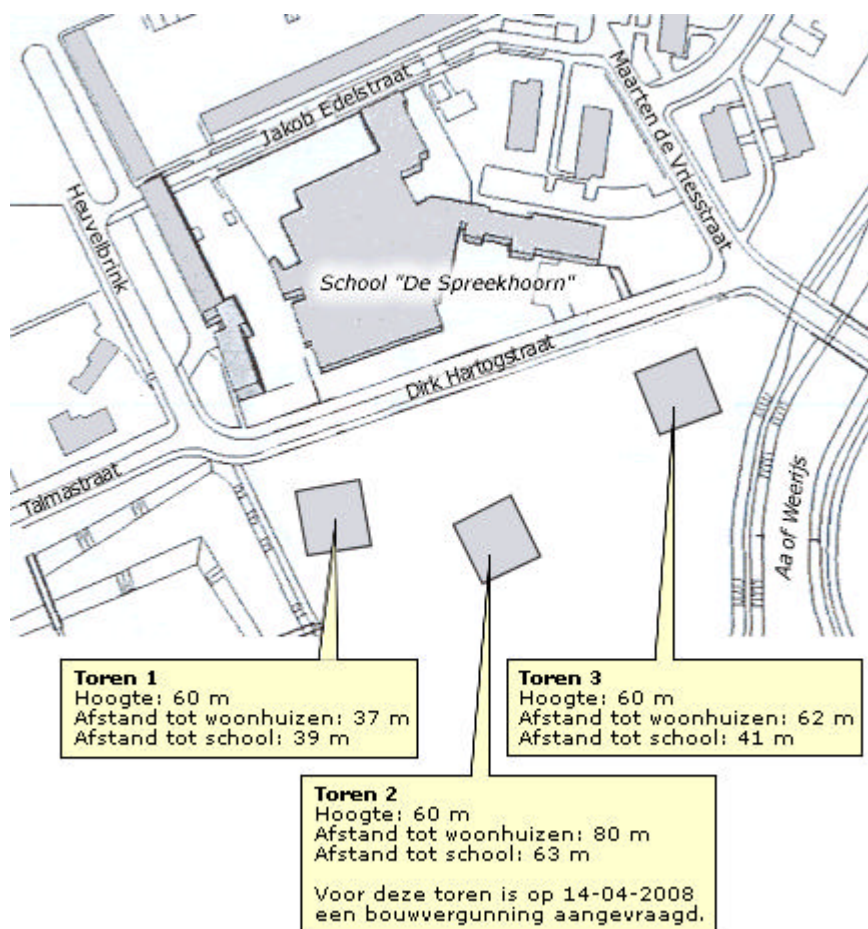 Jakob Edelstraat
Maarten de Vriesstraat
Heuvelbrink
School "De Spreekhoorn"
Dirk Hartogstraat
Talmastraat
Aa of Weerijs
Toren 1
Hoogte: 60 m
Afstand tot woonhuizen: 37 m
Afstand tot school: 39 m
Toren 3
Hoogte: 60 m
Afstand tot woonhuizen: 62 m
Afstand tot school: 41 m
Toren 2
Hoogte: 60 m
Afstand tot woonhuizen: 80 m
Afstand tot school: 63 m
Voor deze toren is op 14-04-2008
een bouwvergunning aangevraagd.